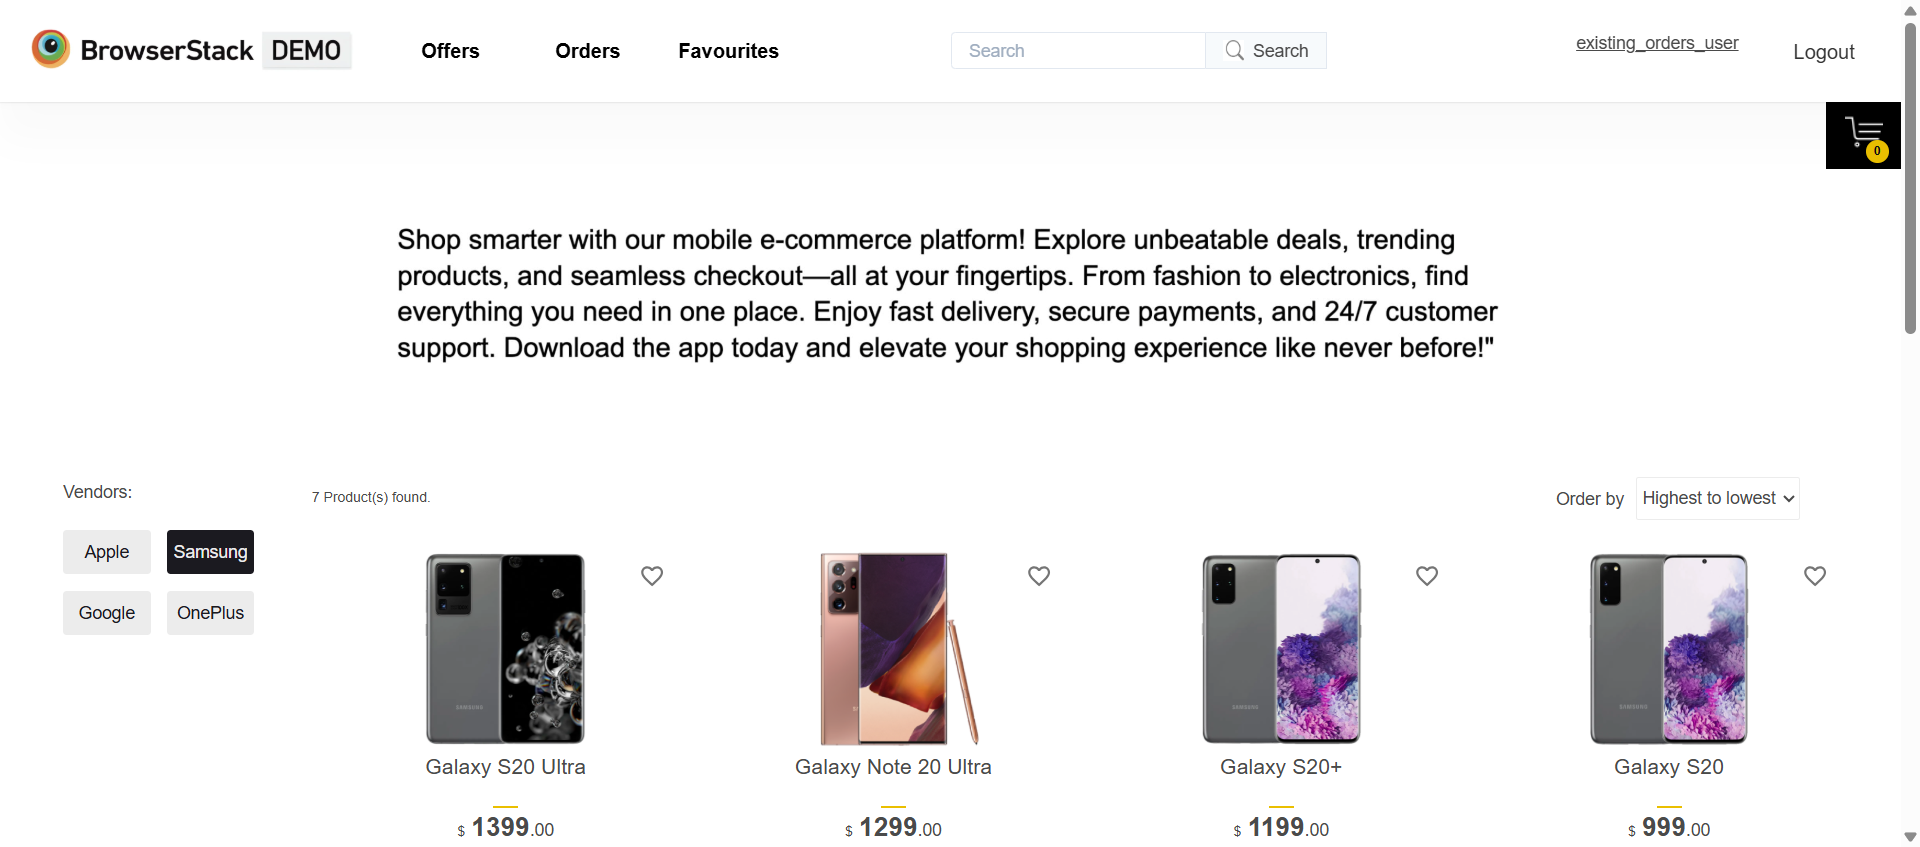 BrowserStack DEMO
Offers
Orders
Favourites
Search
Search
existing_orders_user
Logout
0
Shop smarter with our mobile e-commerce platform! Explore unbeatable deals, trending
products, and seamless checkout—all at your fingertips. From fashion to electronics, find
everything you need in one place. Enjoy fast delivery, secure payments, and 24/7 customer
support. Download the app today and elevate your shopping experience like never before!"
Vendors:
Apple
Samsung
Google
OnePlus
7 Product(s) found.
Order by
Highest to lowest
SAMSUNG
SAMSUNG
SAMSUNG
Galaxy S20 Ultra
Galaxy Note 20 Ultra
Galaxy S20+
Galaxy S20
$ 1399.00
$ 1299.00
$ 1199.00
$ 999.00